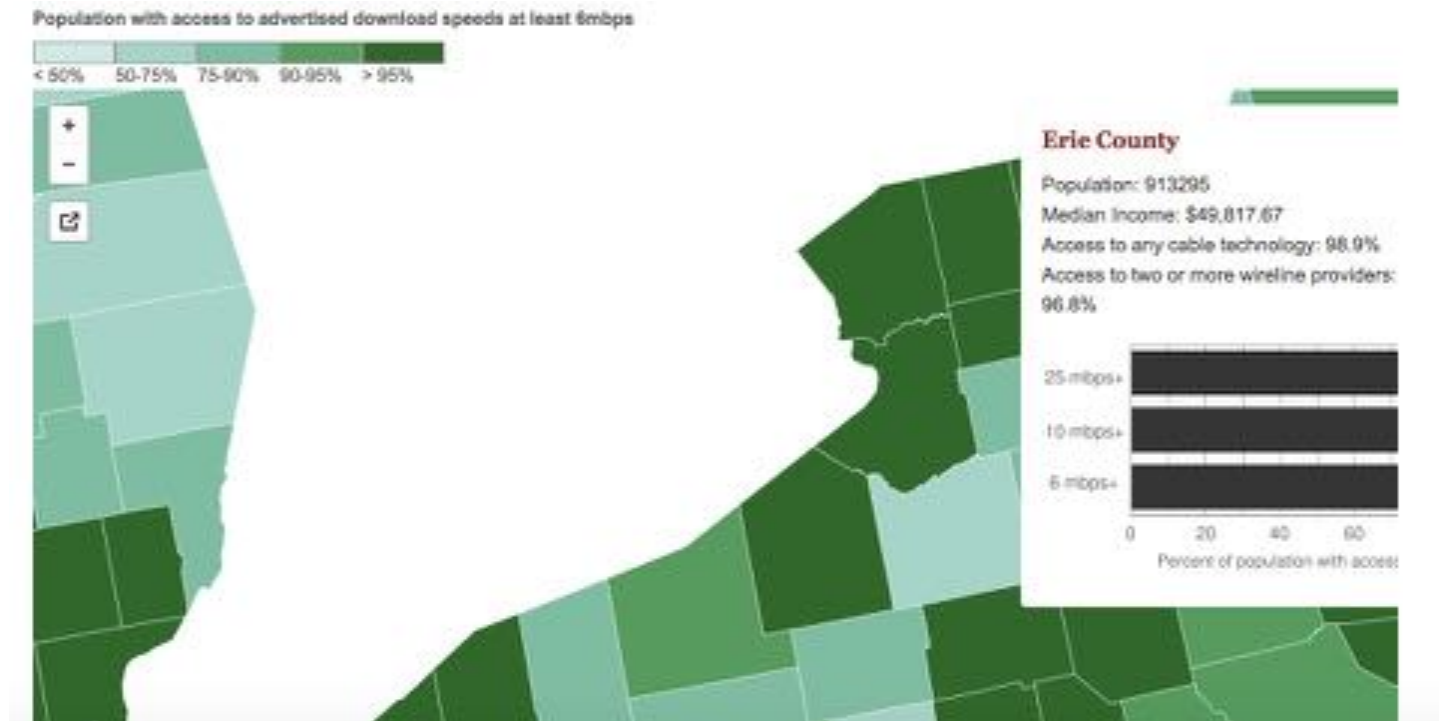 Population with access to advertised download speeds at least 6mbps
< 50% 50-75% 75-90% 90-95% > 95%
+
−
Erie County
Population: 913295
Median Income: $49,817.67
Access to any cable technology: 98.9%
Access to two or more wireline providers:
96.8%
25 mbps+
10 mbps+
6 mbps+
0 20 40 60
Percent of population with access